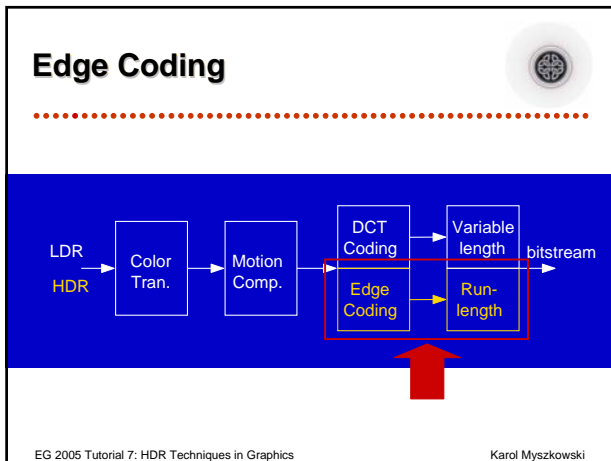 Edge Coding
LDR
HDR
Color
Tran.
Motion
Comp.
DCT
Coding
Variable
length
Edge
Coding
Run-
length
bitstream
EG 2005 Tutorial 7: HDR Techniques in Graphics
Karol Myszkowski